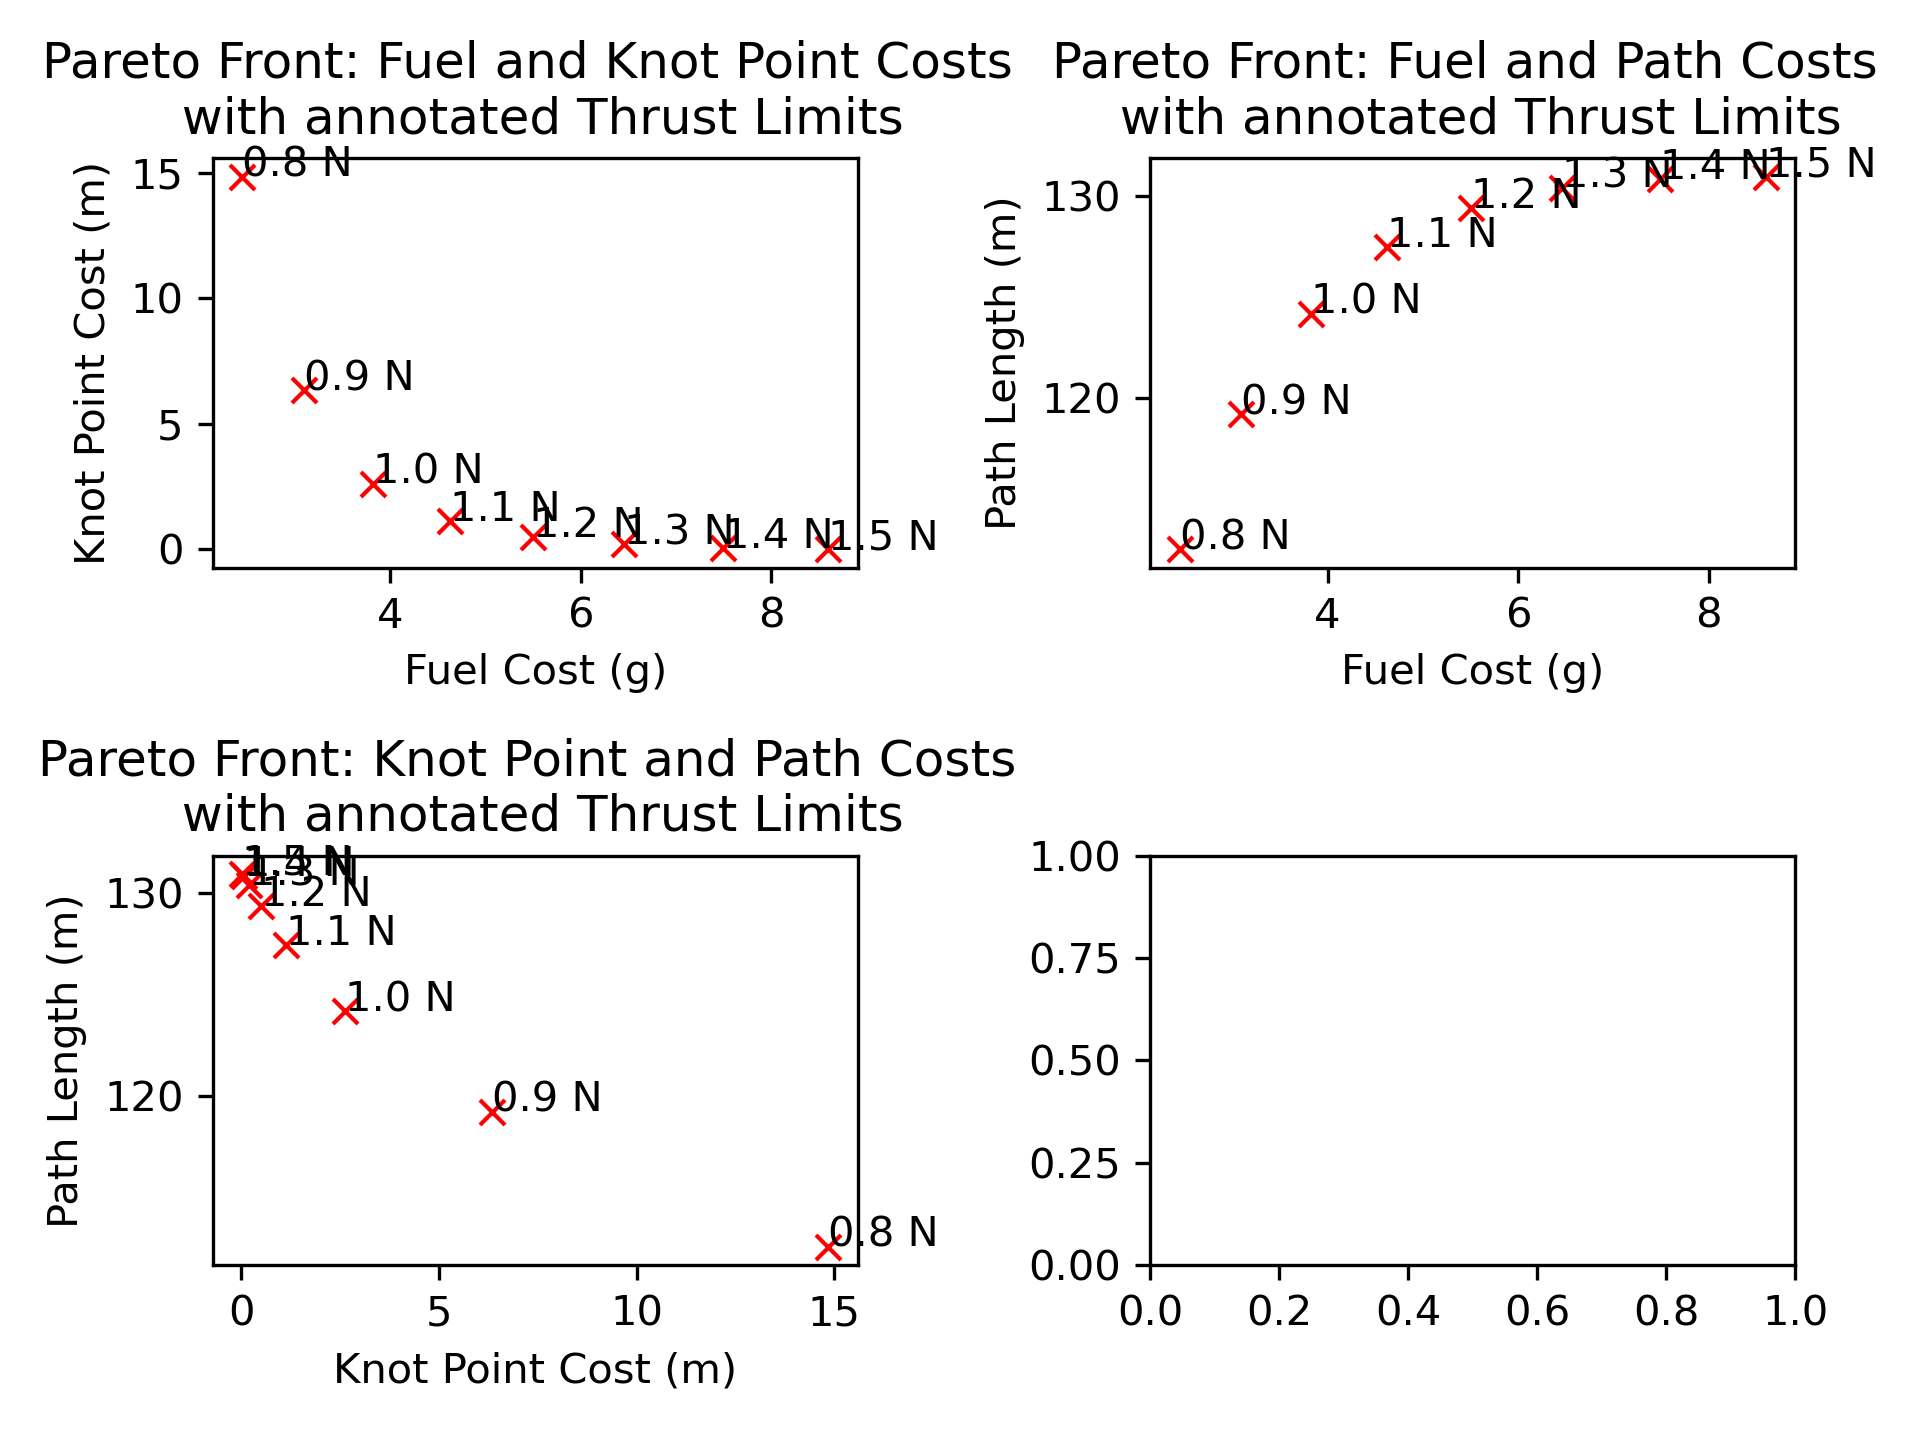 Pareto Front: Fuel and Knot Point Costs
with annotated Thrust Limits
15
10
5
0
Knot Point Cost (m)
0.8 N
0.9 N
1.0 N
1.1 N
1.2 N
1.3 N
1.4 N
1.5 N
4
6
8
Fuel Cost (g)
Pareto Front: Fuel and Path Costs
with annotated Thrust Limits
130
120
Path Length (m)
1.5 N
1.4 N
1.3 N
1.2 N
1.1 N
1.0 N
0.9 N
0.8 N
4
6
8
Fuel Cost (g)
Pareto Front: Knot Point and Path Costs
with annotated Thrust Limits
130
120
Path Length (m)
1.5 N
1.4 N
1.3 N
1.2 N
1.1 N
1.0 N
0.9 N
0.8 N
0
5
10
15
Knot Point Cost (m)
1.00
0.75
0.50
0.25
0.00
0.0
0.2
0.4
0.6
0.8
1.0